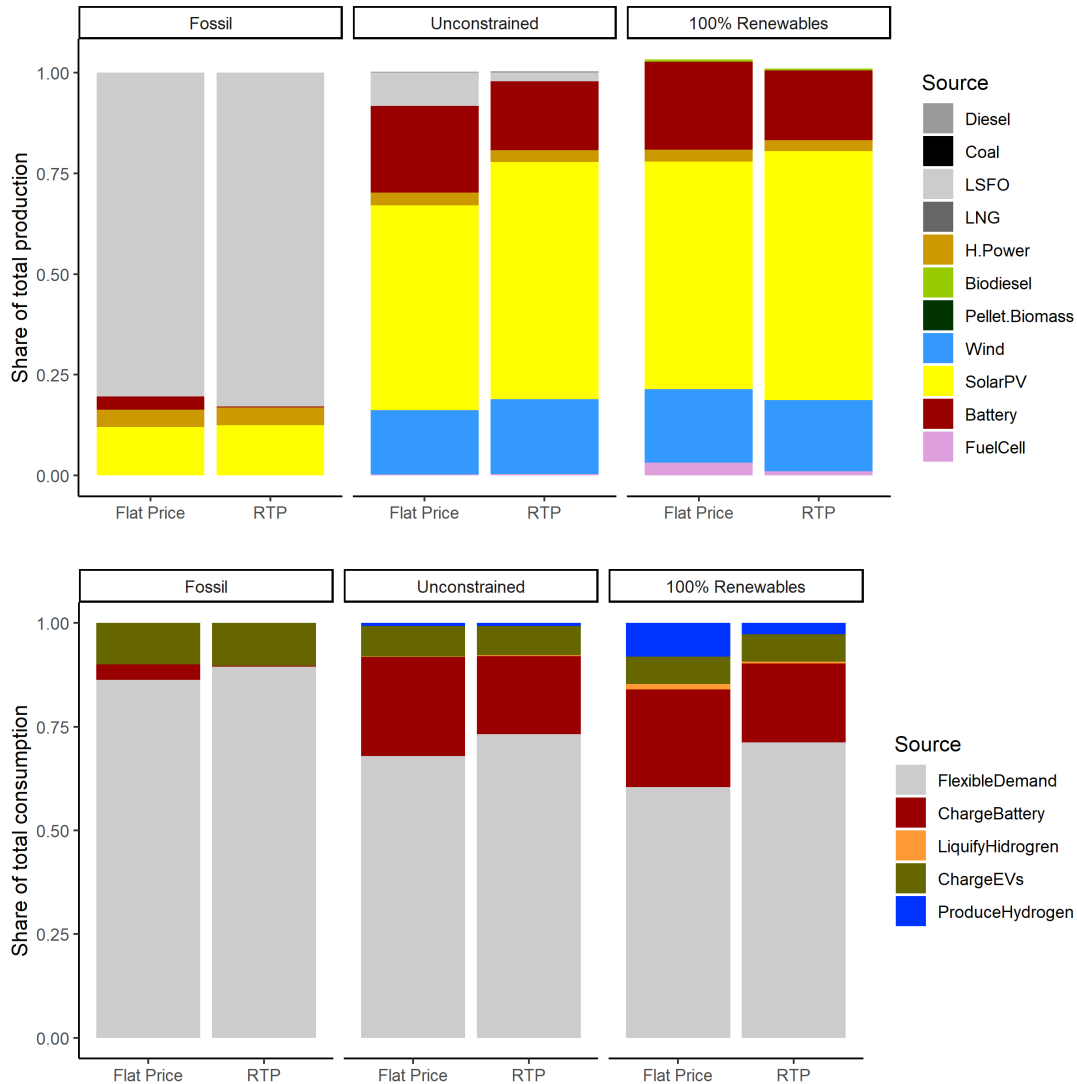 Fossil
Unconstrained
100% Renewables
Share of total production
1.00
0.75
0.50
0.25
0.00
Flat Price
RTP
Flat Price
RTP
Flat Price
RTP
Source
Diesel
Coal
LSFO
LNG
H.Power
Biodiesel
Pellet.Biomass
Wind
SolarPV
Battery
FuelCell
Fossil
Unconstrained
100% Renewables
Share of total consumption
1.00
0.75
0.50
0.25
0.00
Flat Price
RTP
Flat Price
RTP
Flat Price
RTP
Source
FlexibleDemand
ChargeBattery
LiquifyHidrogren
ChargeEVs
ProduceHydrogen